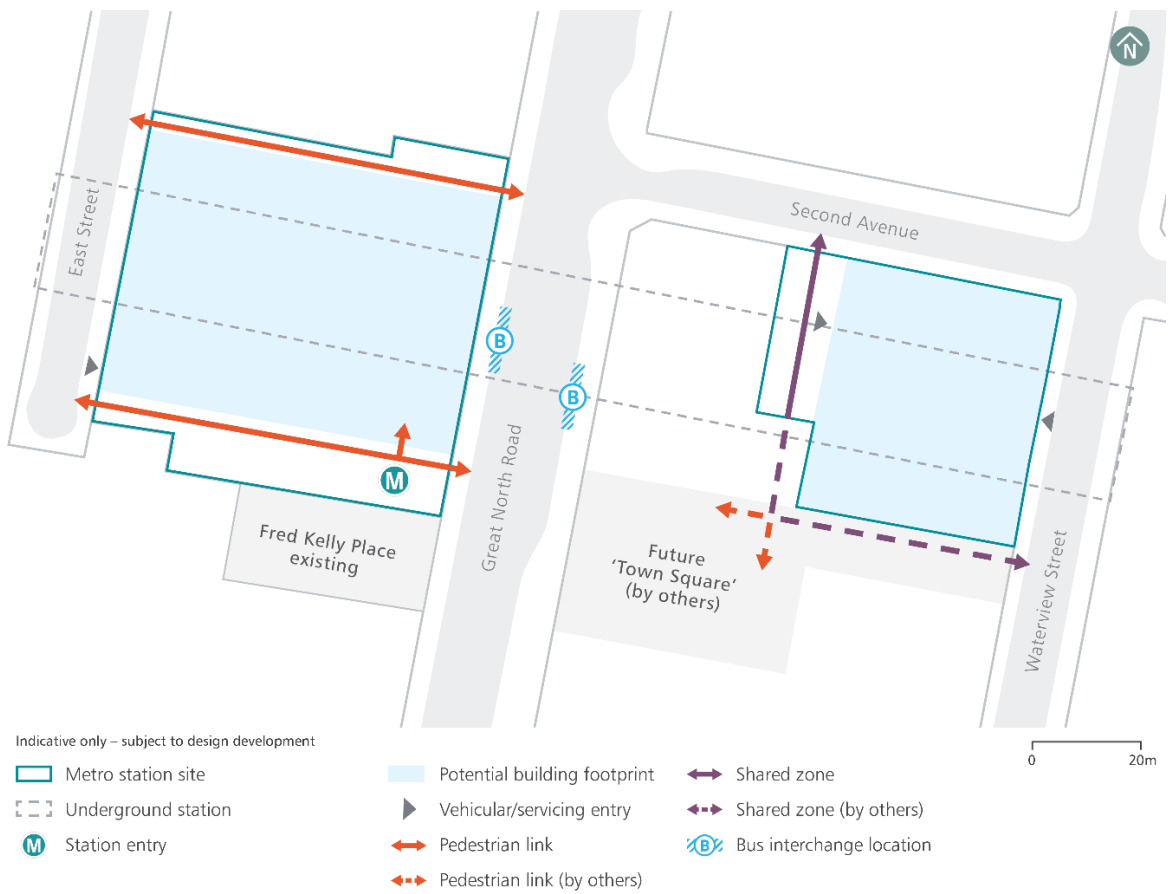 N
Second Avenue
East Street
B
B
Great North Road
M
Fred Kelly Place
existing
Future
'Town Square'
(by others)
Waterview Street
Indicative only – subject to design development
0 20m
Metro station site
Underground station
M Station entry
Potential building footprint
Vehicular/servicing entry
Pedestrian link
Pedestrian link (by others)
Shared zone
Shared zone (by others)
B Bus interchange location